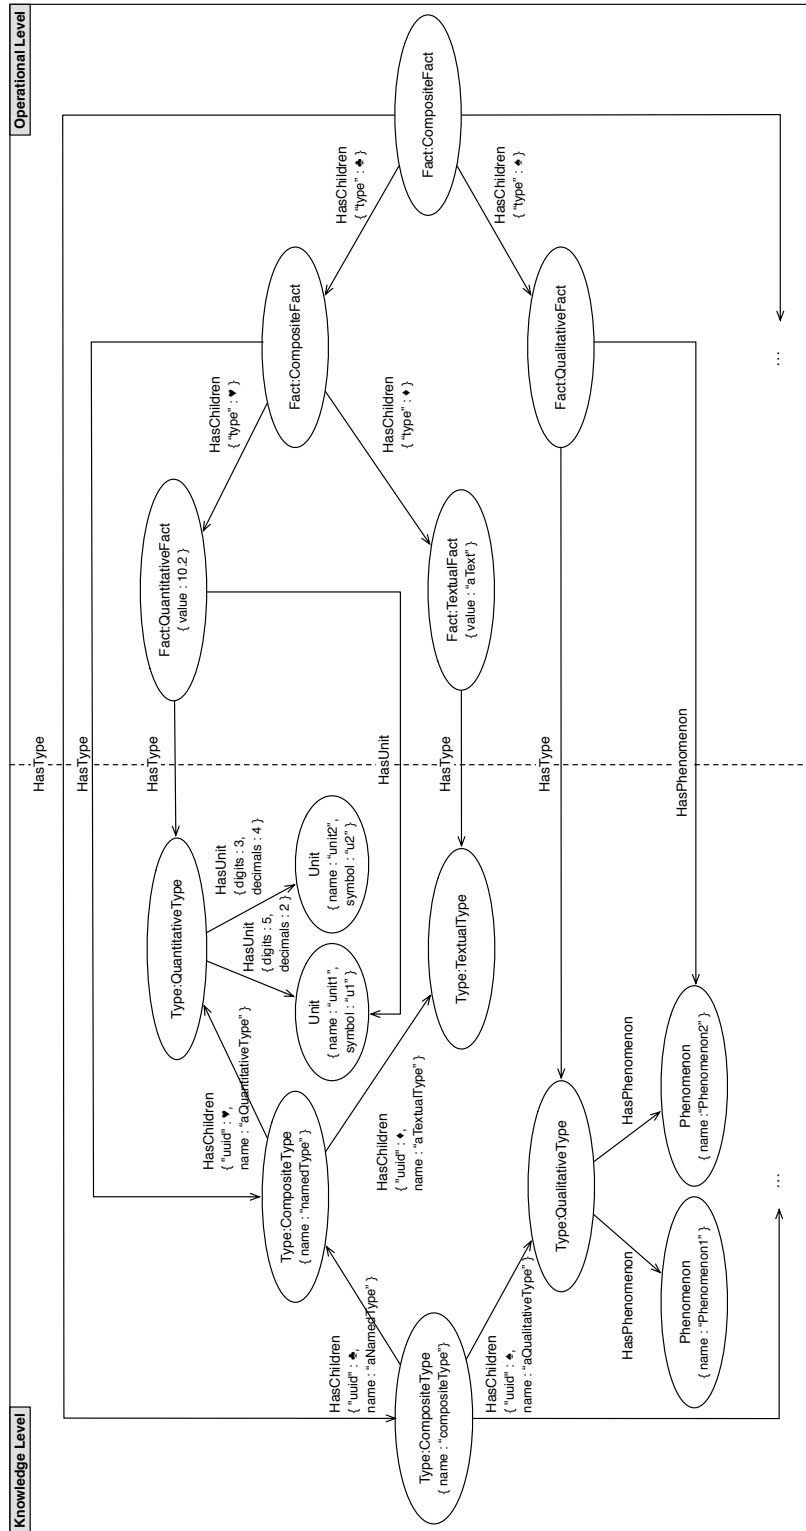 Knowledge Level
Operational Level
HasType
HasType
HasType
HasUnit
HasType
HasType
HasPhenomenon
Type:CompositeType
{ name : “compositeType”}
HasChildren
{ "uuid" : ♣,
name : “aNamedType” }
HasChildren
{ "uuid" : ♠,
name : “aQualitativeType” }
Type:CompositeType
{ name : “namedType” }
HasChildren
{ "uuid" : ♥,
name : “aQuantitativeType” }
HasChildren
{ "uuid" : ♦,
name : “aTextualType” }
Type:QuantitativeType
HasUnit
{ digits : 5,
decimals : 2 }
HasUnit
{ digits : 3,
decimals : 4 }
Unit
{ name : “unit1”,
symbol : “u1” }
Unit
{ name : “unit2”,
symbol : “u2” }
Type:TextualType
Type:QualitativeType
HasPhenomenon
HasPhenomenon
Phenomenon
{ name : “Phenomenon1” }
Phenomenon
{ name :“Phenomenon2” }
...
Fact:QuantitativeFact
{ value : 10.2 }
Fact:TextualFact
{ value : “aText” }
HasChildren
{ “type” : ♥ }
HasChildren
{ “type” : ♦ }
Fact:CompositeFact
Fact:QualitativeFact
HasChildren
{ “type” : ♣ }
HasChildren
{ “type” : ♠ }
Fact:CompositeFact
...